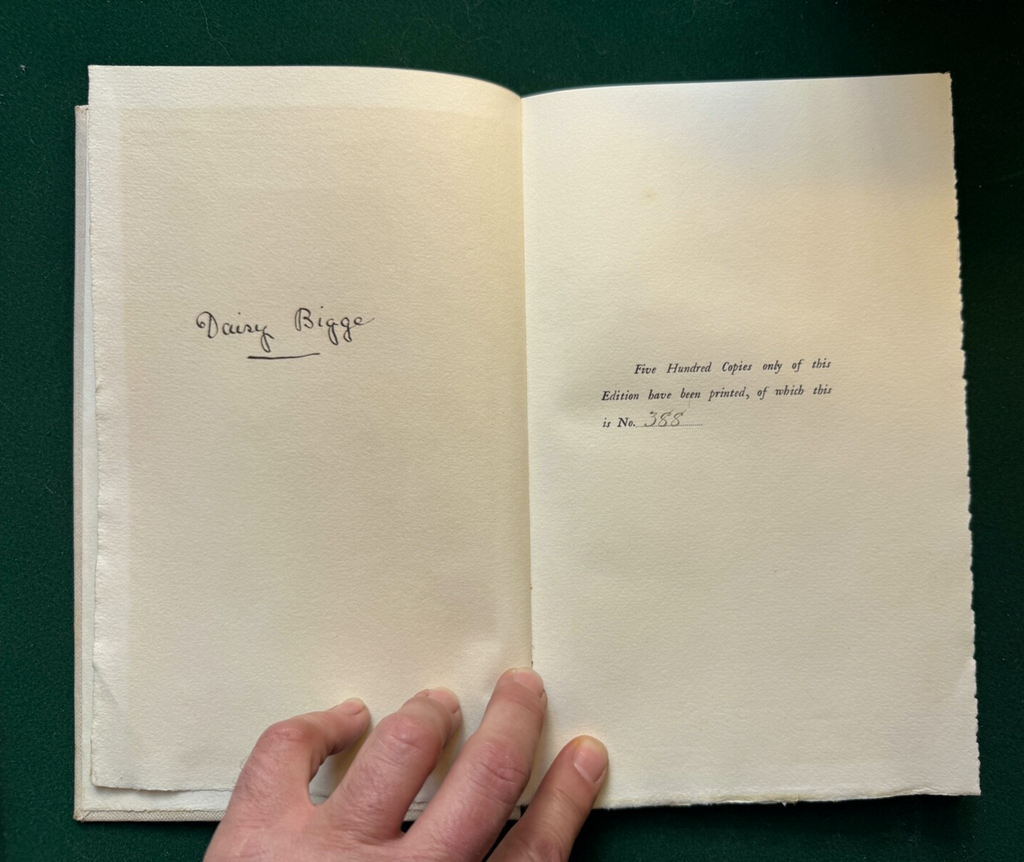 Daisy Bigge
Five Hundred Copies only of this
Edition have been printed, of which this
is No. 388